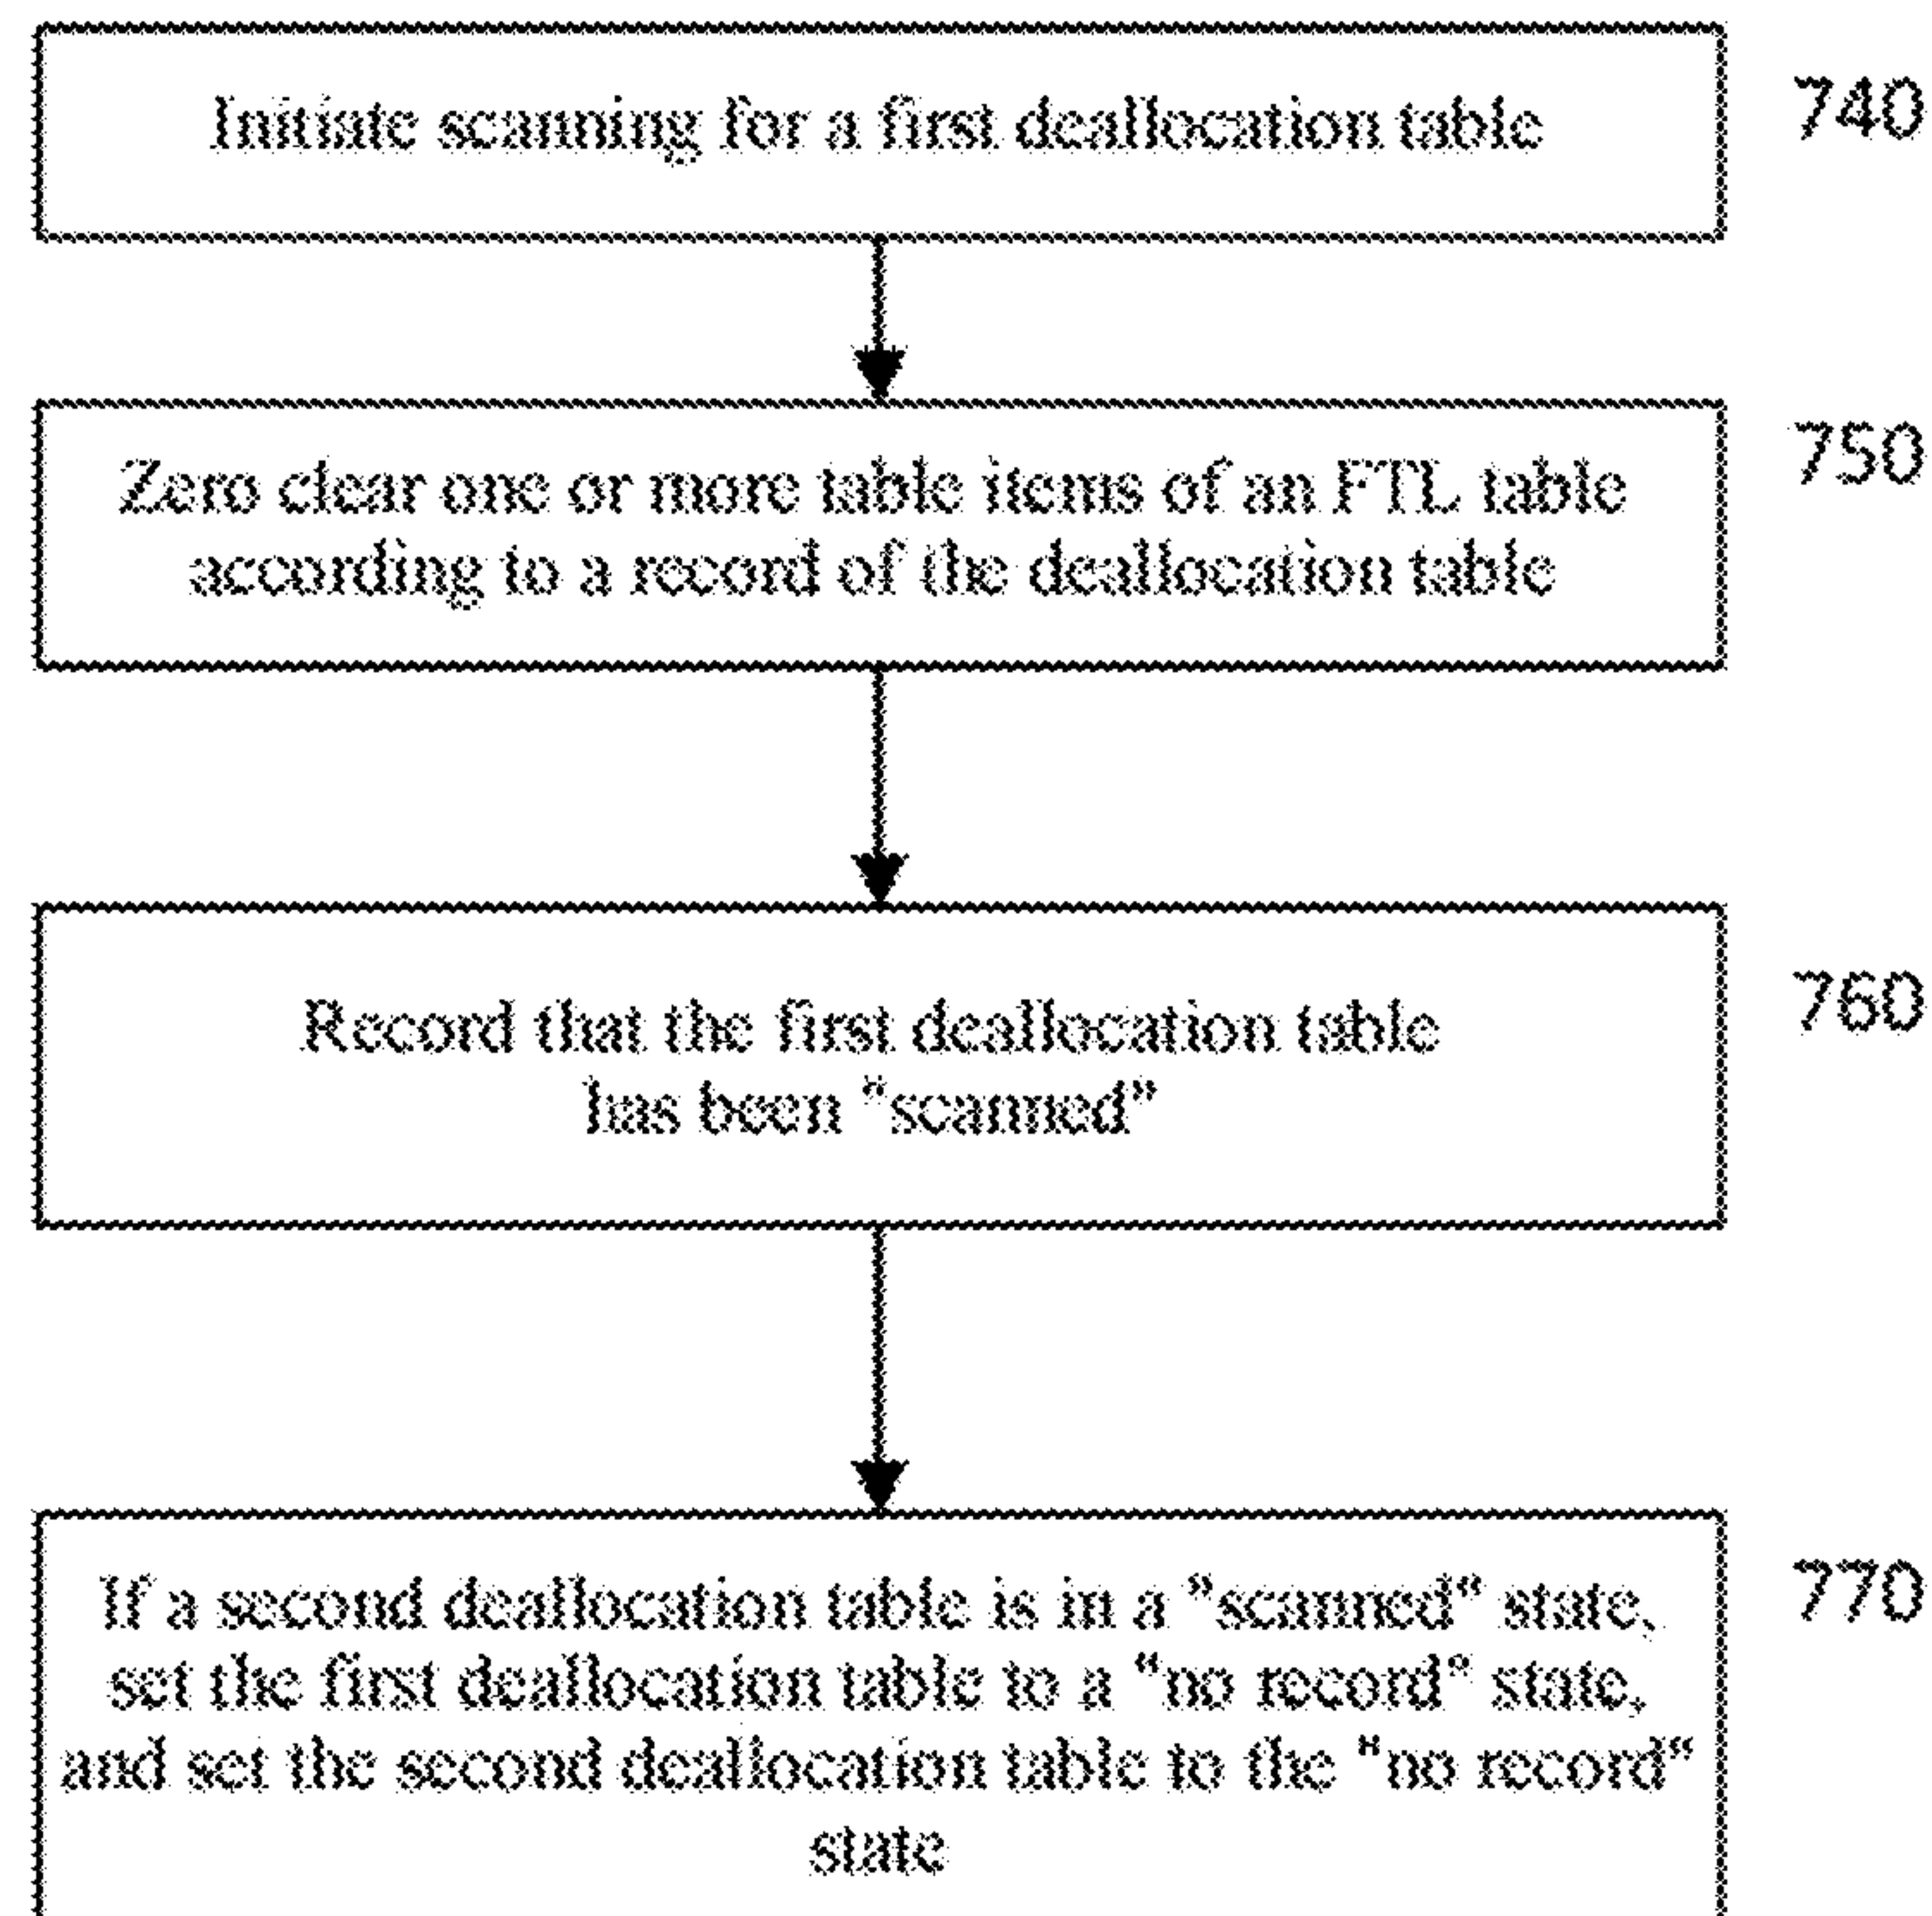 Initiate scanning for a first deallocation table
740
Zero clear one or more table items of an FTL table
according to a record of the deallocation table
750
Record that the first deallocation table
has been "scanned"
760
If a second deallocation table is in a "scanned" state,
set the first deallocation table to a "no record" state,
and set the second deallocation table to the "no record"
state
770